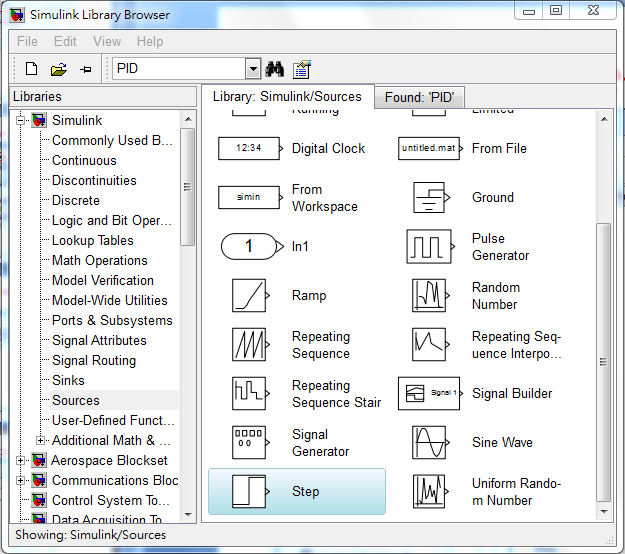 Simulink Library Browser
File Edit View Help
PID
Libraries
Library: Simulink/Sources
Found: 'PID'
Simulink
Commonly Used B...
Continuous
Discontinuities
Discrete
Logic and Bit Oper...
Lookup Tables
Math Operations
Model Verification
Model-Wide Utilities
Ports & Subsystems
Signal Attributes
Signal Routing
Sinks
Sources
User-Defined Funct...
Additional Math & ...
Aerospace Blockset
Communications Bloc
Control System To...
Data Acquisition To
Running
Limited
12:34
Digital Clock
untitled.mat
From File
simin
From
Workspace
Ground
1
In1
Pulse
Generator
Ramp
Random
Number
Repeating
Sequence
Repeating Seq-
uence Interpo...
Repeating
Sequence Stair
Signal 1
Signal Builder
Signal
Generator
Sine Wave
Step
Uniform Rando-
m Number
Showing: Simulink/Sources